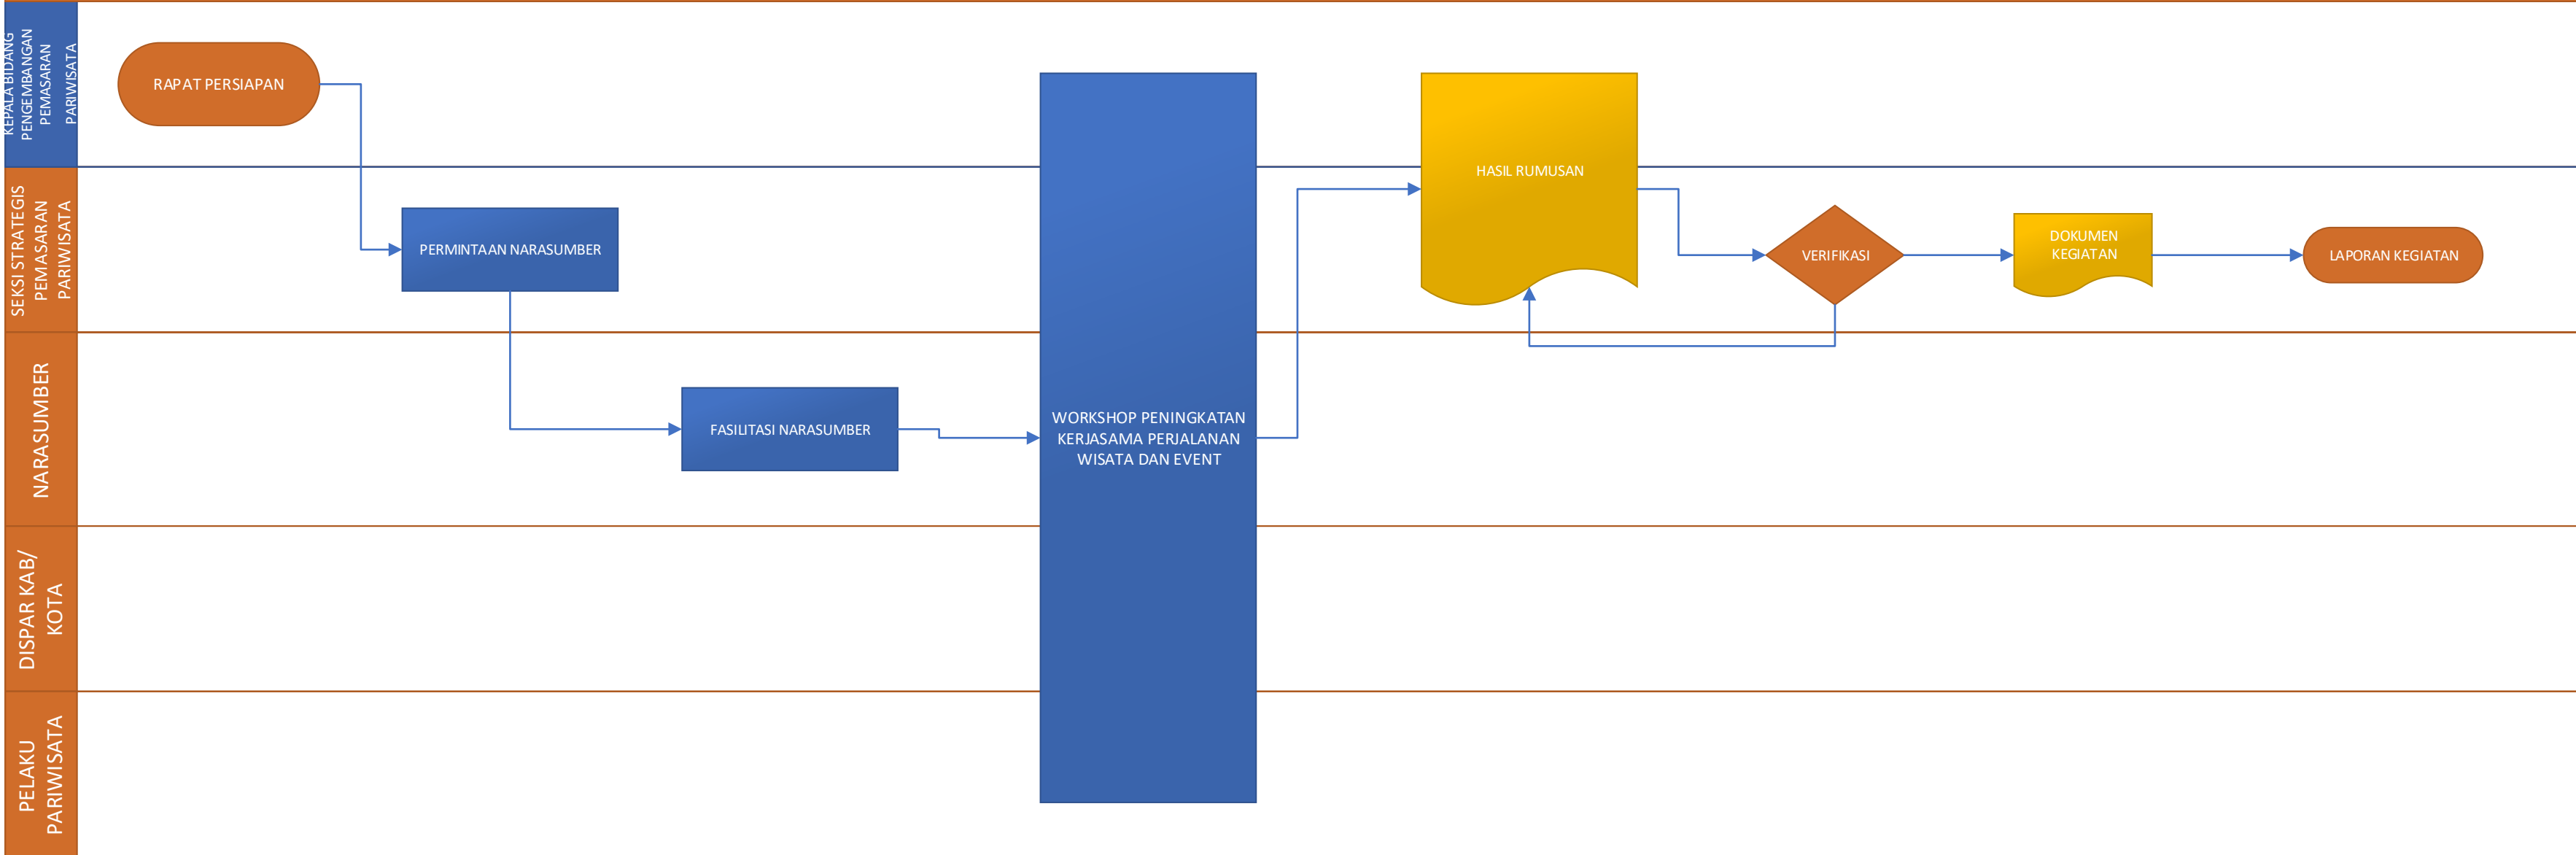 KEPALA BIDANG
PENGEMBANGAN
PEMASARAN
PARIWISATA
RAPAT PERSIAPAN
SEKSI STRATEGIS
PEMASARAN
PARIWISATA
PERMINTAAN NARASUMBER
HASIL RUMUSAN
VERIFIKASI
DOKUMEN
KEGIATAN
LAPORAN KEGIATAN
NARASUMBER
FASILITASI NARASUMBER
WORKSHOP PENINGKATAN
KERJASAMA PERJALANAN
WISATA DAN EVENT
DISPAR KAB/
KOTA
PELAKU
PARIWISATA